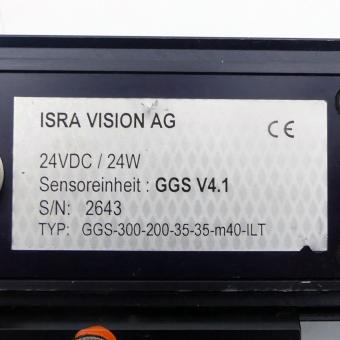 ISRA VISION AG
CE
24VDC / 24W
Sensoreinheit : GGS V4.1
S/N: 2643
TYP: GGS-300-200-35-35-m40-ILT